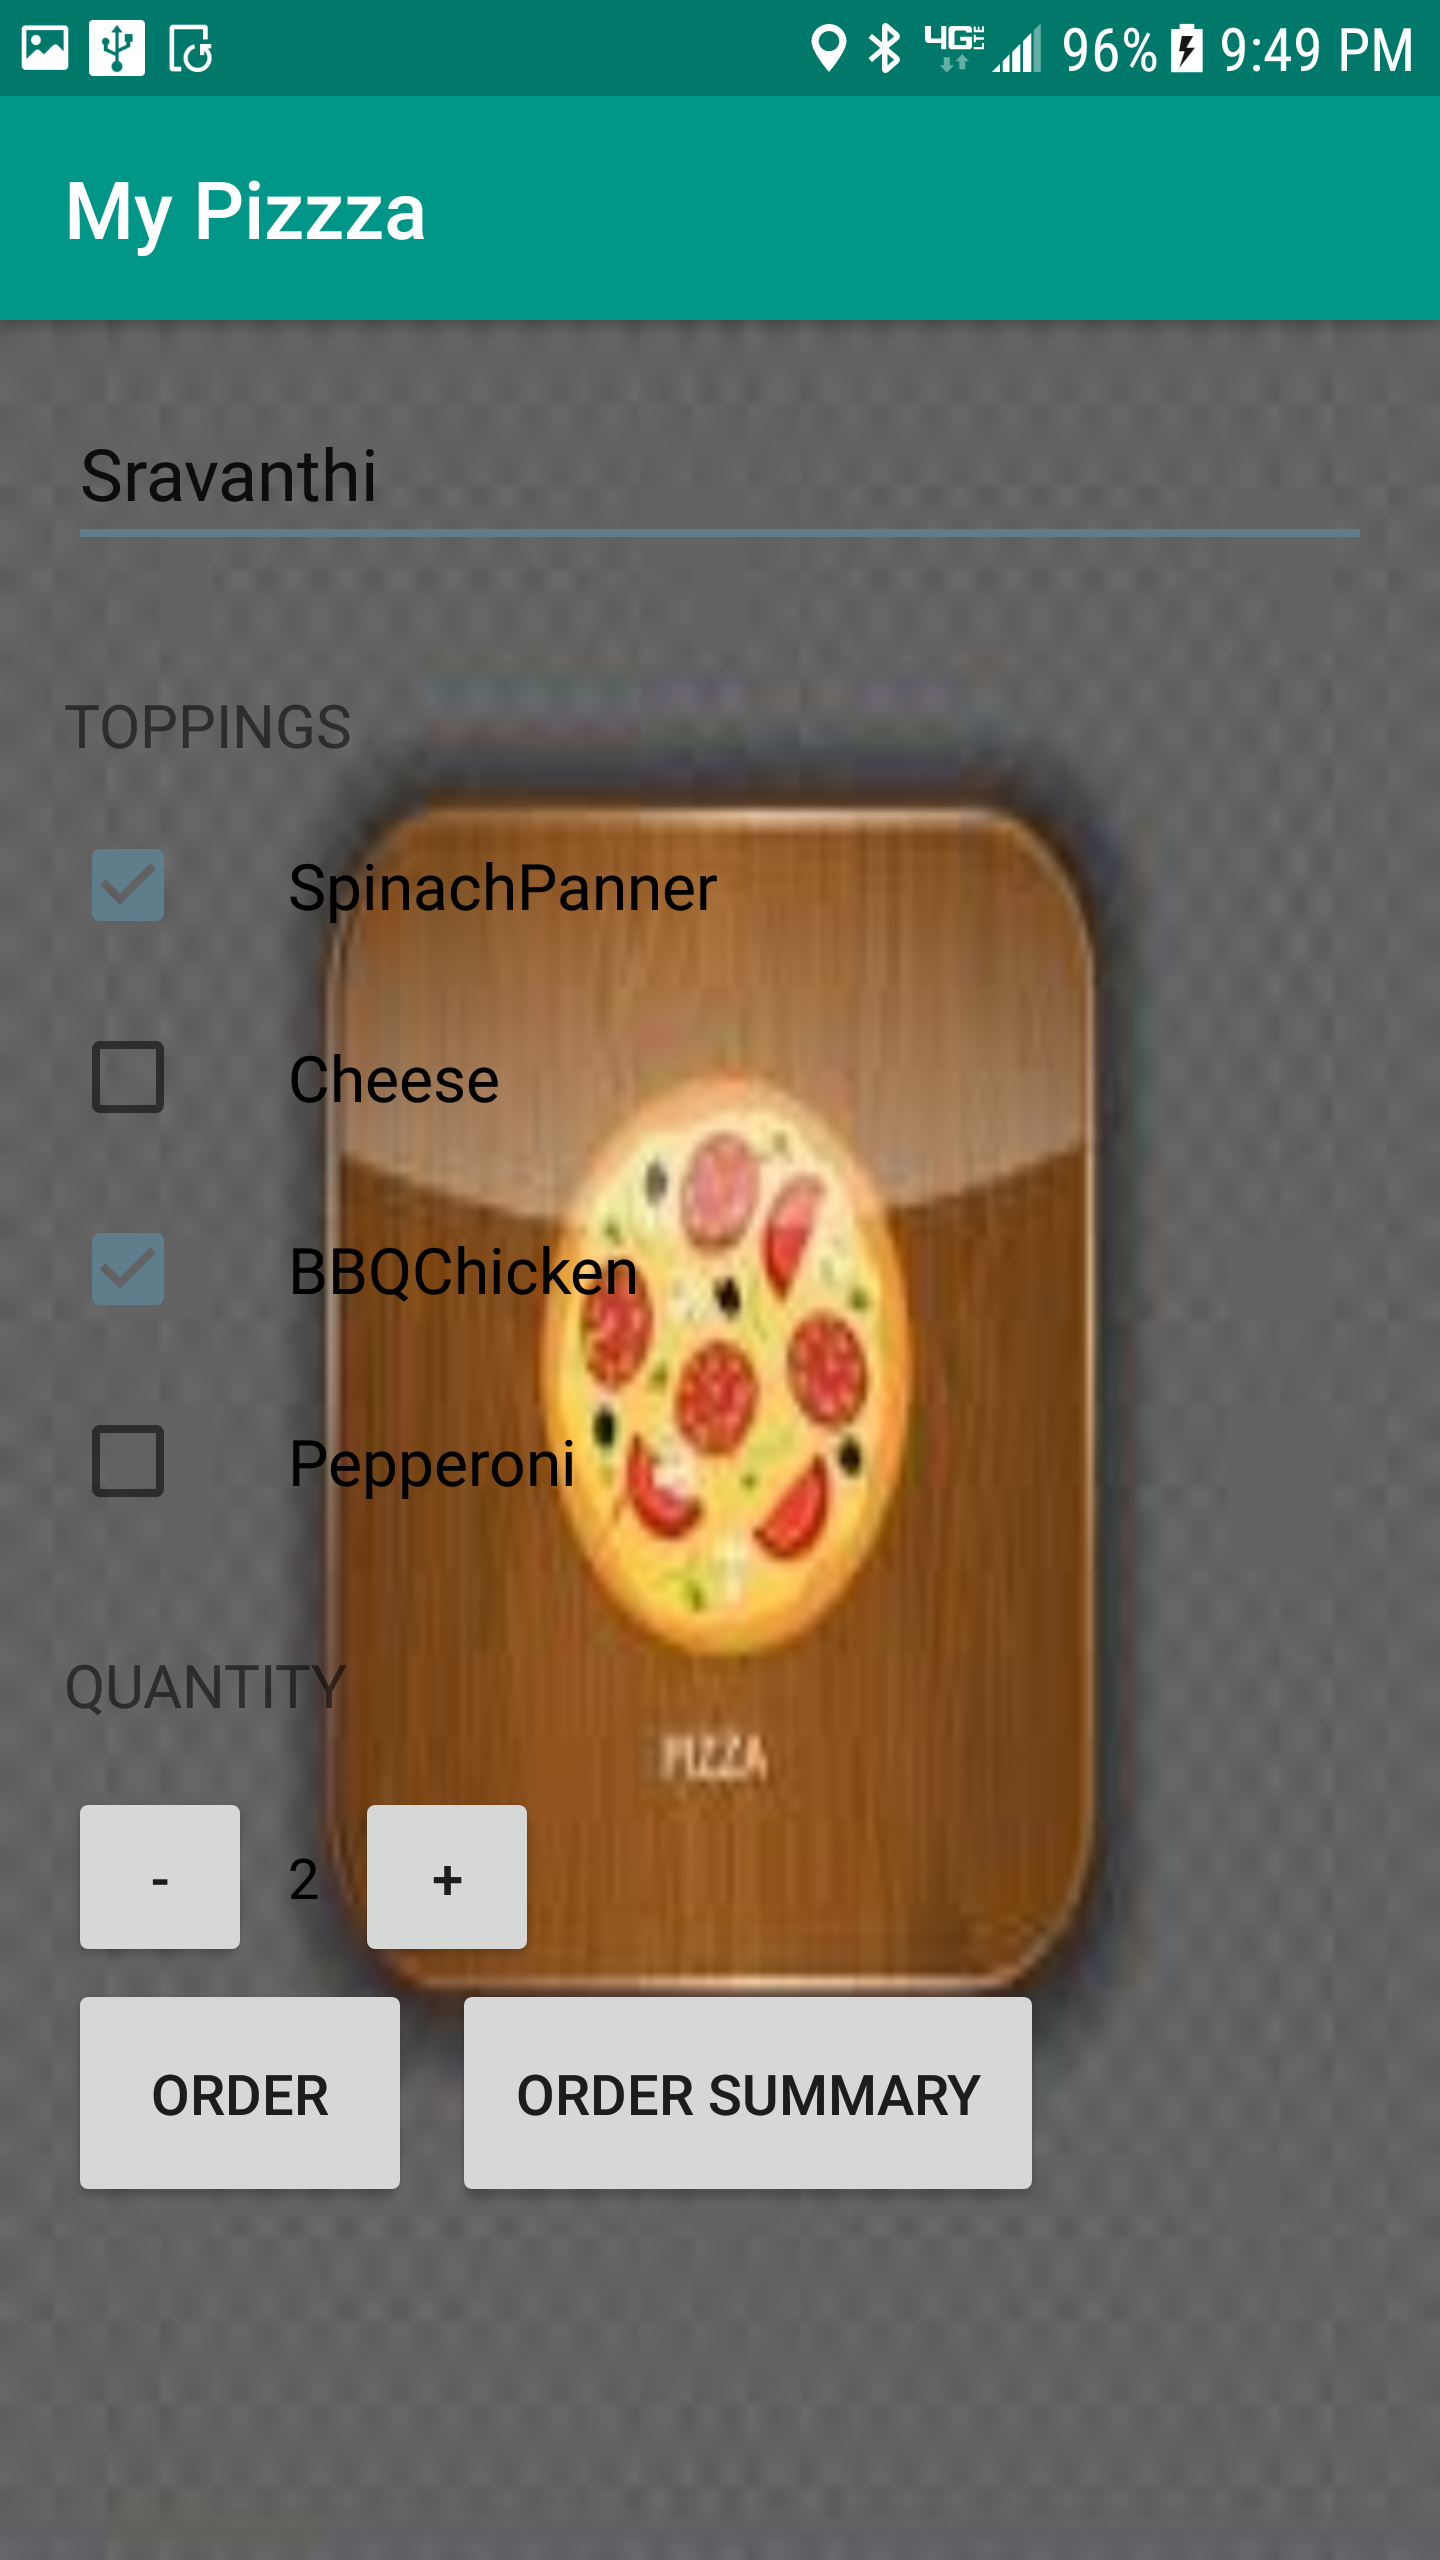 4G LTE 96% 9:49 PM
My Pizzza
Sravanthi
TOPPINGS
SpinachPanner
Cheese
BBQChicken
Pepperoni
QUANTITY
PIZZA
- 2 +
ORDER ORDER SUMMARY